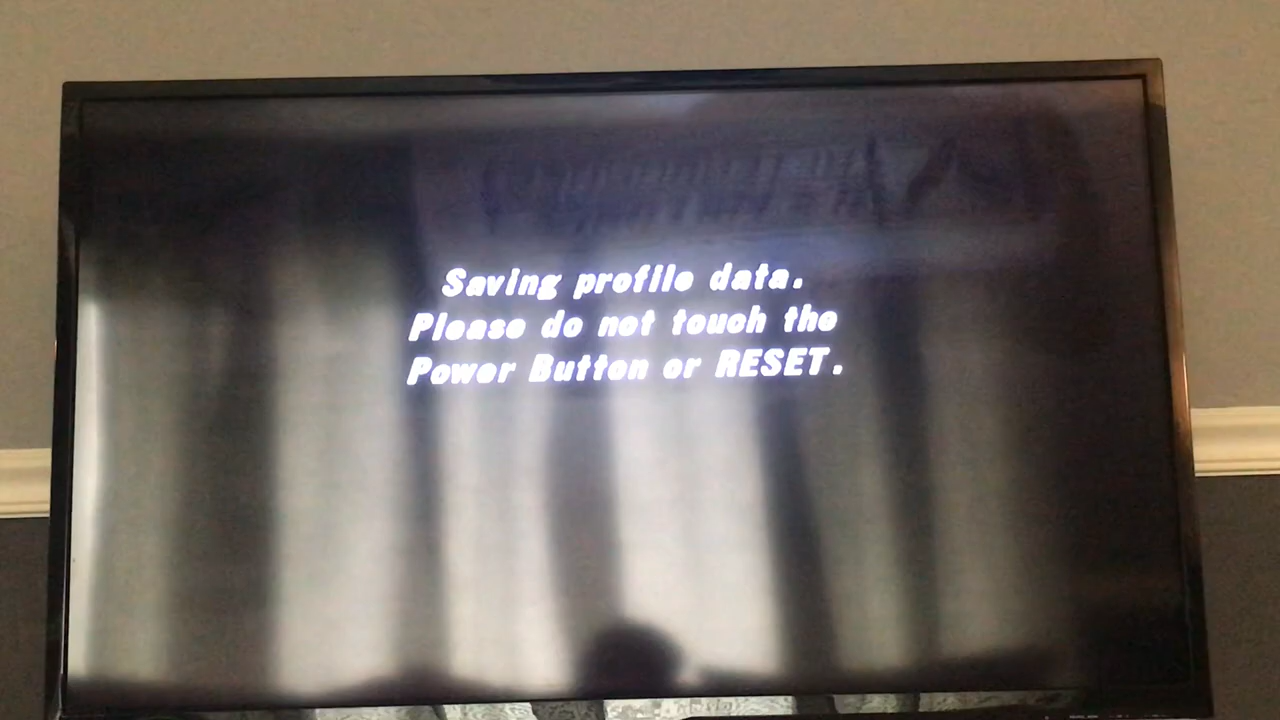 Saving profile data.
Please do not touch the
Power Button or RESET.